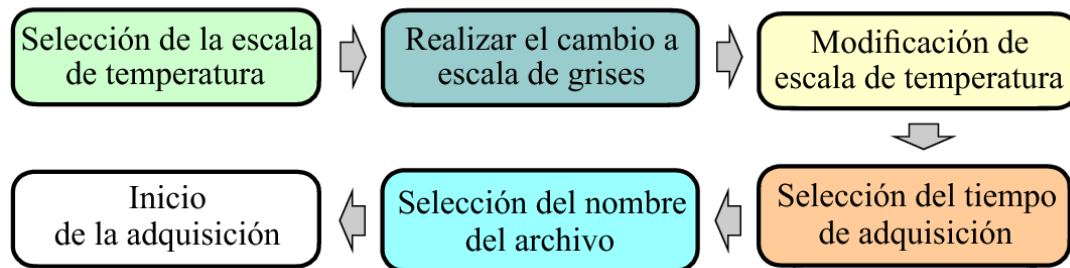 Selección de la escala
de temperatura
Realizar el cambio a
escala de grises
Modificación de
escala de temperatura
Selección del tiempo
de adquisición
Selección del nombre
del archivo
Inicio
de la adquisición